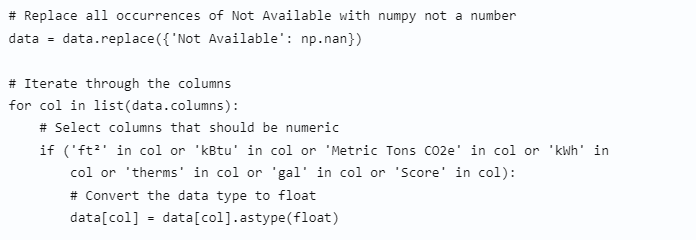 # Replace all occurrences of Not Available with numpy not a number
data = data.replace({'Not Available': np.nan})

# Iterate through the columns
for col in list(data.columns):
    # Select columns that should be numeric
    if ('ft²' in col or 'kBtu' in col or 'Metric Tons CO2e' in col or 'kWh' in
        col or 'therms' in col or 'gal' in col or 'Score' in col):
        # Convert the data type to float
        data[col] = data[col].astype(float)